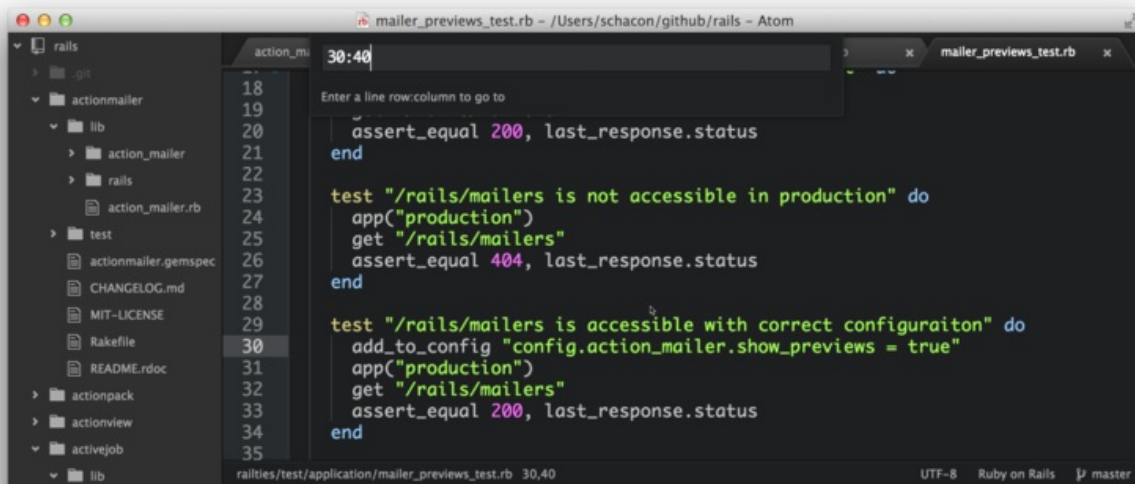 mailer_previews_test.rb - /Users/schacon/github/rails - Atom
rails
.git
actionmailer
lib
action_mailer
rails
action_mailer.rb
test
actionmailer.gemspec
CHANGELOG.md
MIT-LICENSE
Rakefile
README.rdoc
actionpack
actionview
activejob
lib
action_m
mailer_previews_test.rb
30:40
Enter a line row:column to go to
18
19
20 assert_equal 200, last_response.status
21 end
22
23 test "/rails/mailers is not accessible in production" do
24 app("production")
25 get "/rails/mailers"
26 assert_equal 404, last_response.status
27 end
28
29 test "/rails/mailers is accessible with correct configuraiton" do
30 add_to_config "config.action_mailer.show_previews = true"
31 app("production")
32 get "/rails/mailers"
33 assert_equal 200, last_response.status
34 end
35
railties/test/application/mailer_previews_test.rb 30,40
UTF-8 Ruby on Rails master